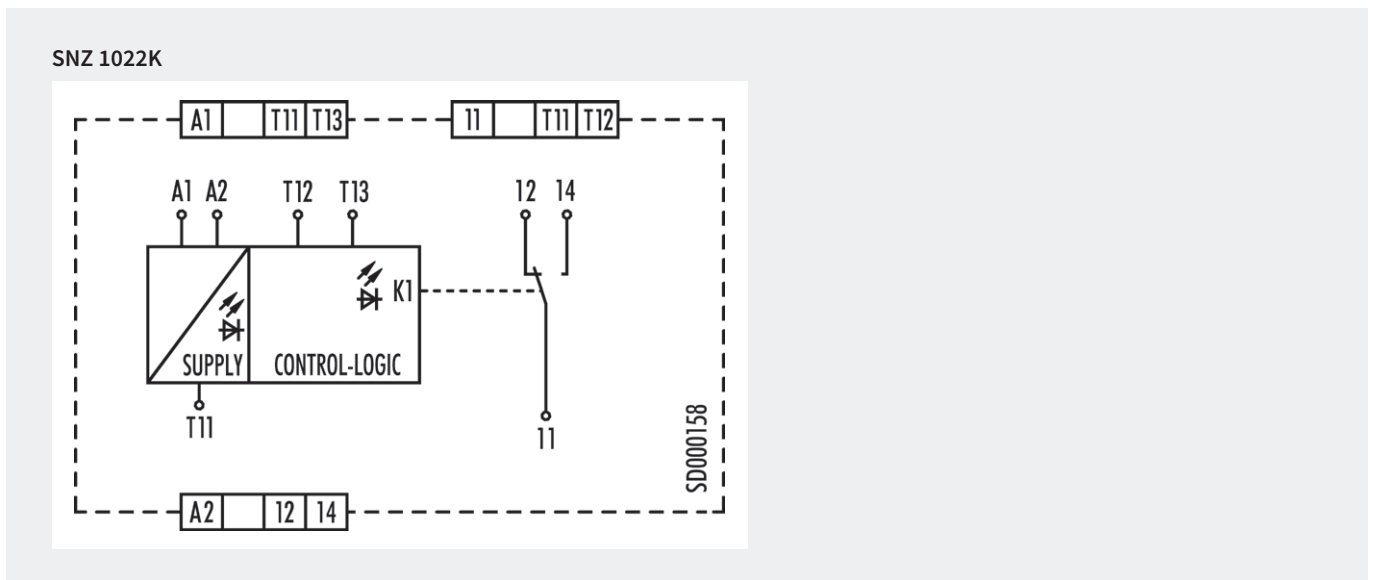 SNZ 1022K
A1 T11 T13 11 T11 T12
A1 A2 T12 T13 12 14
K1
SUPPLY CONTROL-LOGIC
T11 11
SD000158
A2 12 14